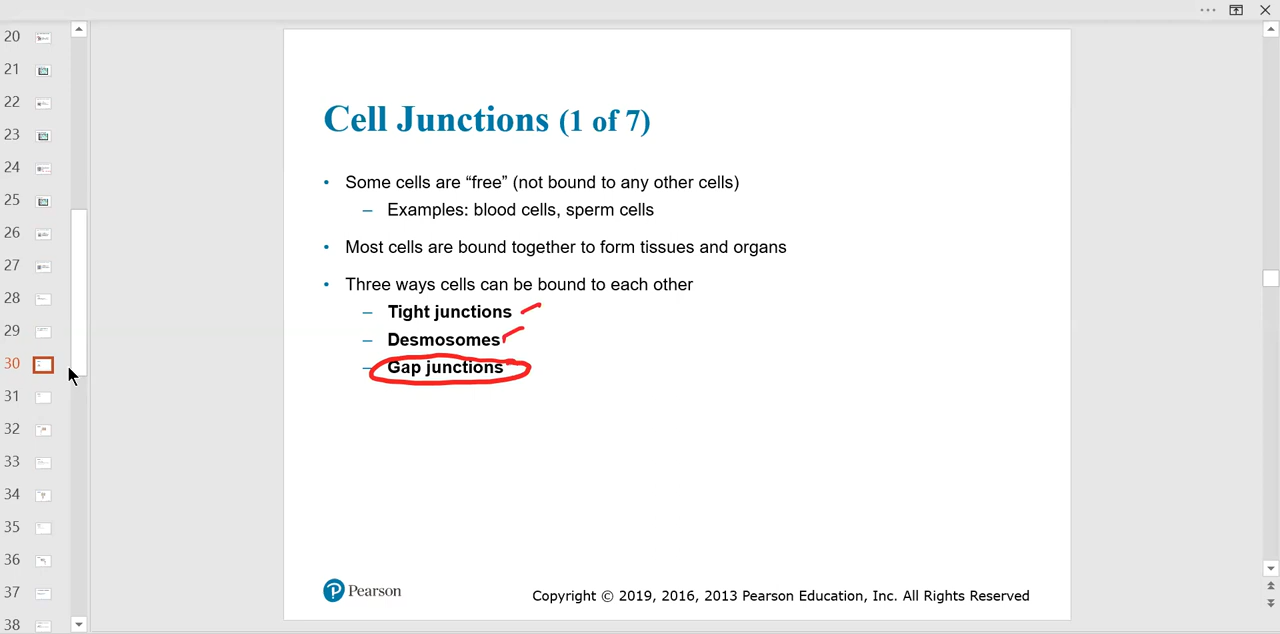 20
21
22
23
24
25
26
27
28
29
30
31
32
33
34
35
36
37
38
Cell Junctions (1 of 7)
• Some cells are “free” (not bound to any other cells)
– Examples: blood cells, sperm cells
• Most cells are bound together to form tissues and organs
• Three ways cells can be bound to each other
– Tight junctions
– Desmosomes
– Gap junctions
P Pearson
Copyright © 2019, 2016, 2013 Pearson Education, Inc. All Rights Reserved